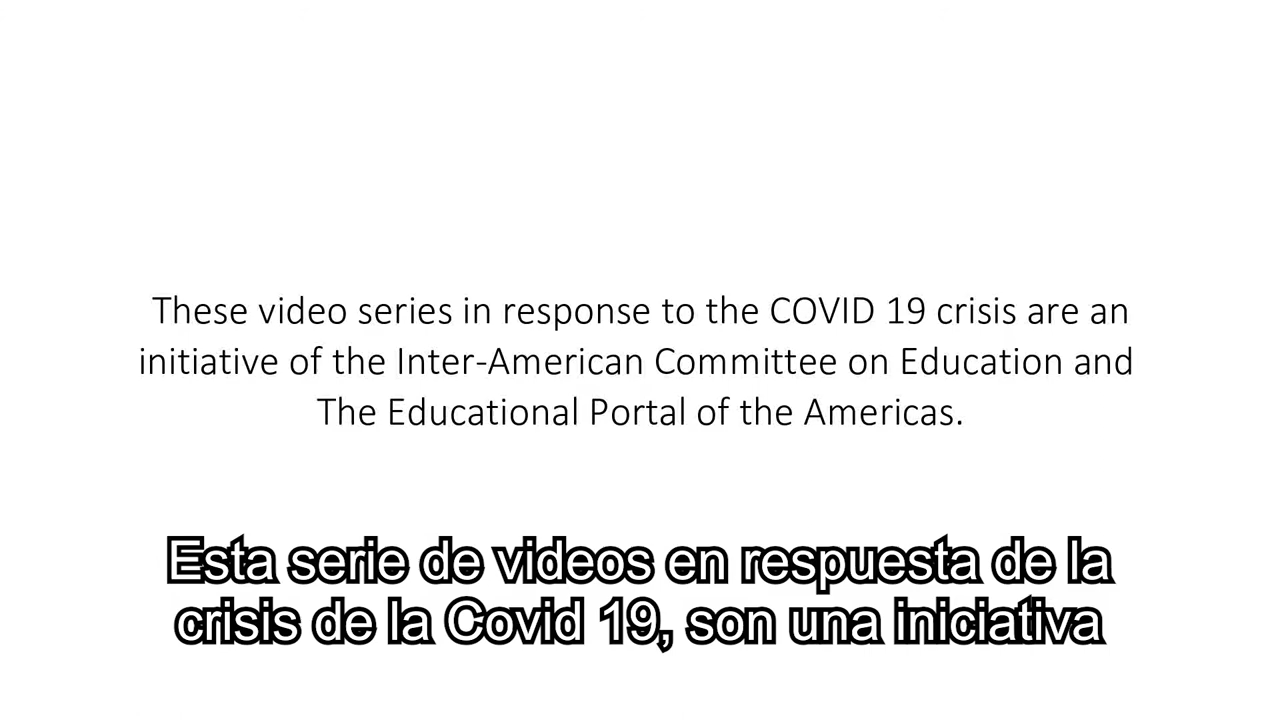 These video series in response to the COVID 19 crisis are an
initiative of the Inter-American Committee on Education and
The Educational Portal of the Americas.
Esta serie de videos en respuesta de la
crisis de la Covid 19, son una iniciativa